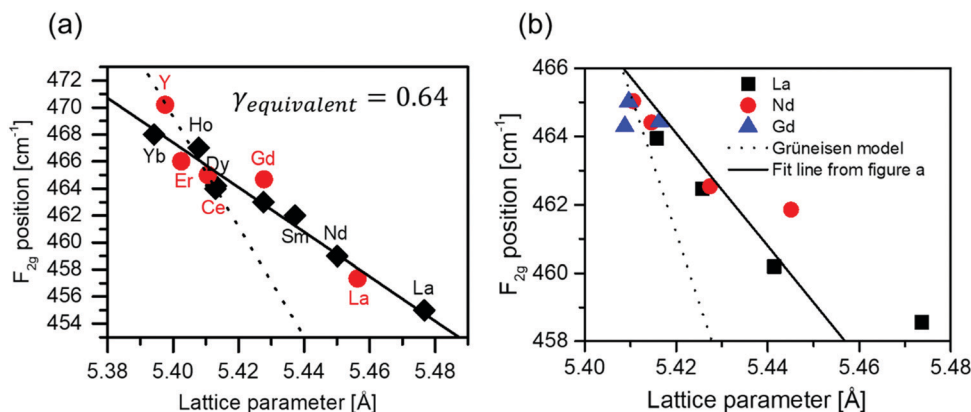 (a)
γequivalent = 0.64
Y
Ho
Yb
Er
Dy
Gd
Ce
Sm
Nd
La
La
F2g position [cm-1]
472
470
468
466
464
462
460
458
456
454
5.38
5.40
5.42
5.44
5.46
5.48
Lattice parameter [Å]
(b)
La
Nd
Gd
Grüneisen model
Fit line from figure a
F2g position [cm-1]
466
464
462
460
458
5.40
5.42
5.44
5.46
5.48
Lattice parameter [Å]